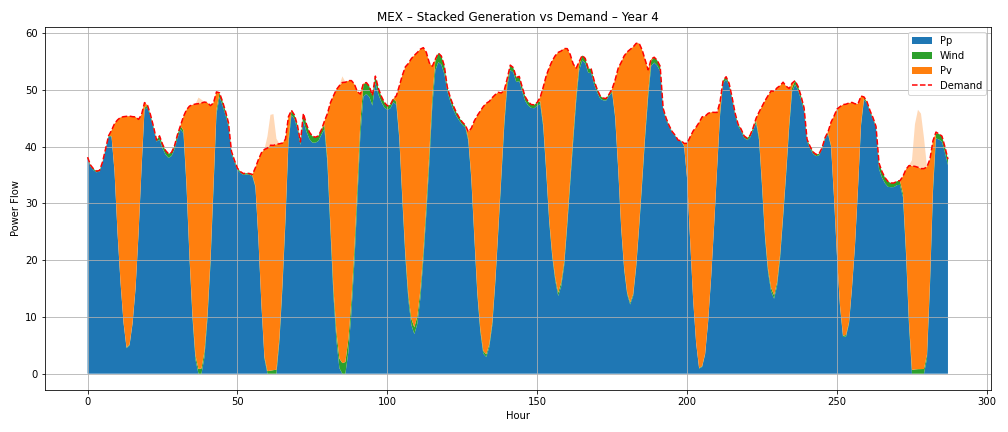 MEX – Stacked Generation vs Demand – Year 4
Pp
Wind
Pv
Demand
60
50
40
30
20
10
0
Power Flow
0 50 100 150 200 250 300
Hour